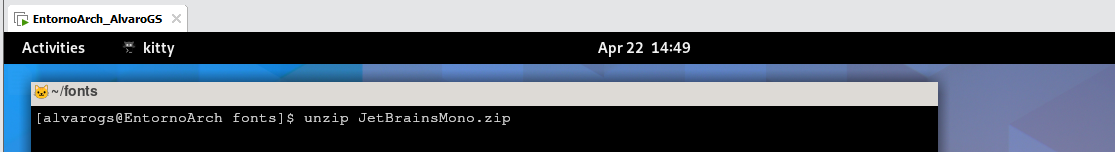 EntornoArch_AlvaroGS
Activities kitty Apr 22 14:49
~/fonts
[alvarogs@EntornoArch fonts]$ unzip JetBrainsMono.zip